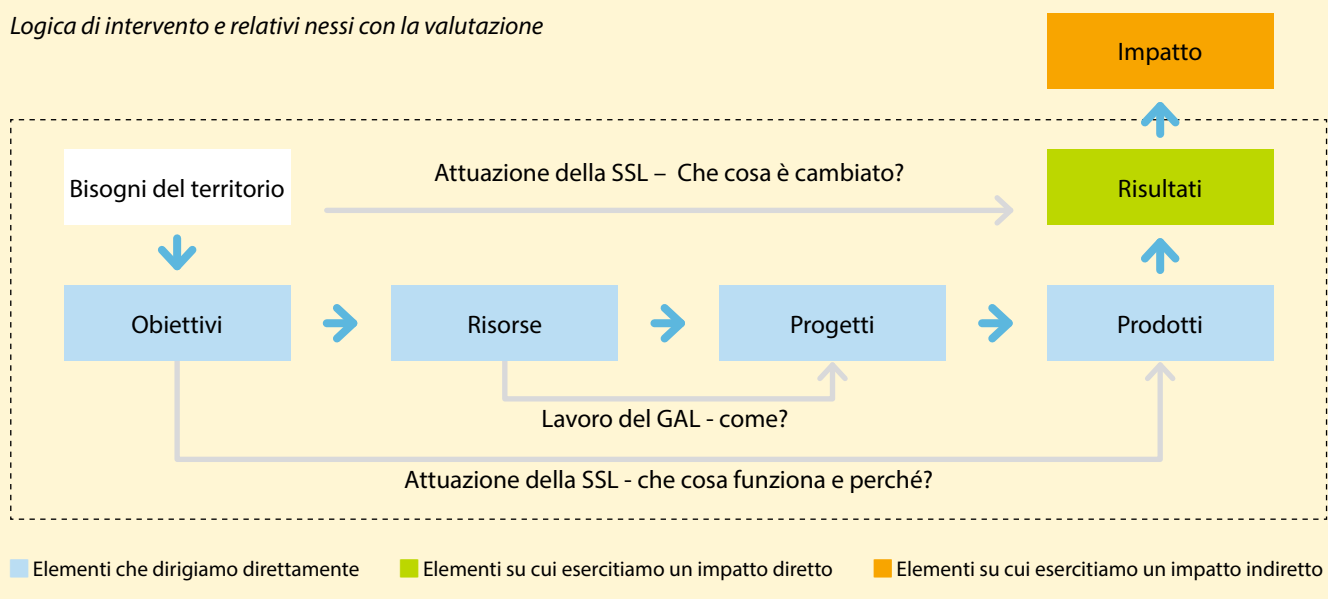 Logica di intervento e relativi nessi con la valutazione
Impatto
Bisogni del territorio
Attuazione della SSL – Che cosa è cambiato?
Risultati
Obiettivi
Risorse
Progetti
Prodotti
Lavoro del GAL - come?
Attuazione della SSL - che cosa funziona e perché?
Elementi che dirigiamo direttamente
Elementi su cui esercitiamo un impatto diretto
Elementi su cui esercitiamo un impatto indiretto